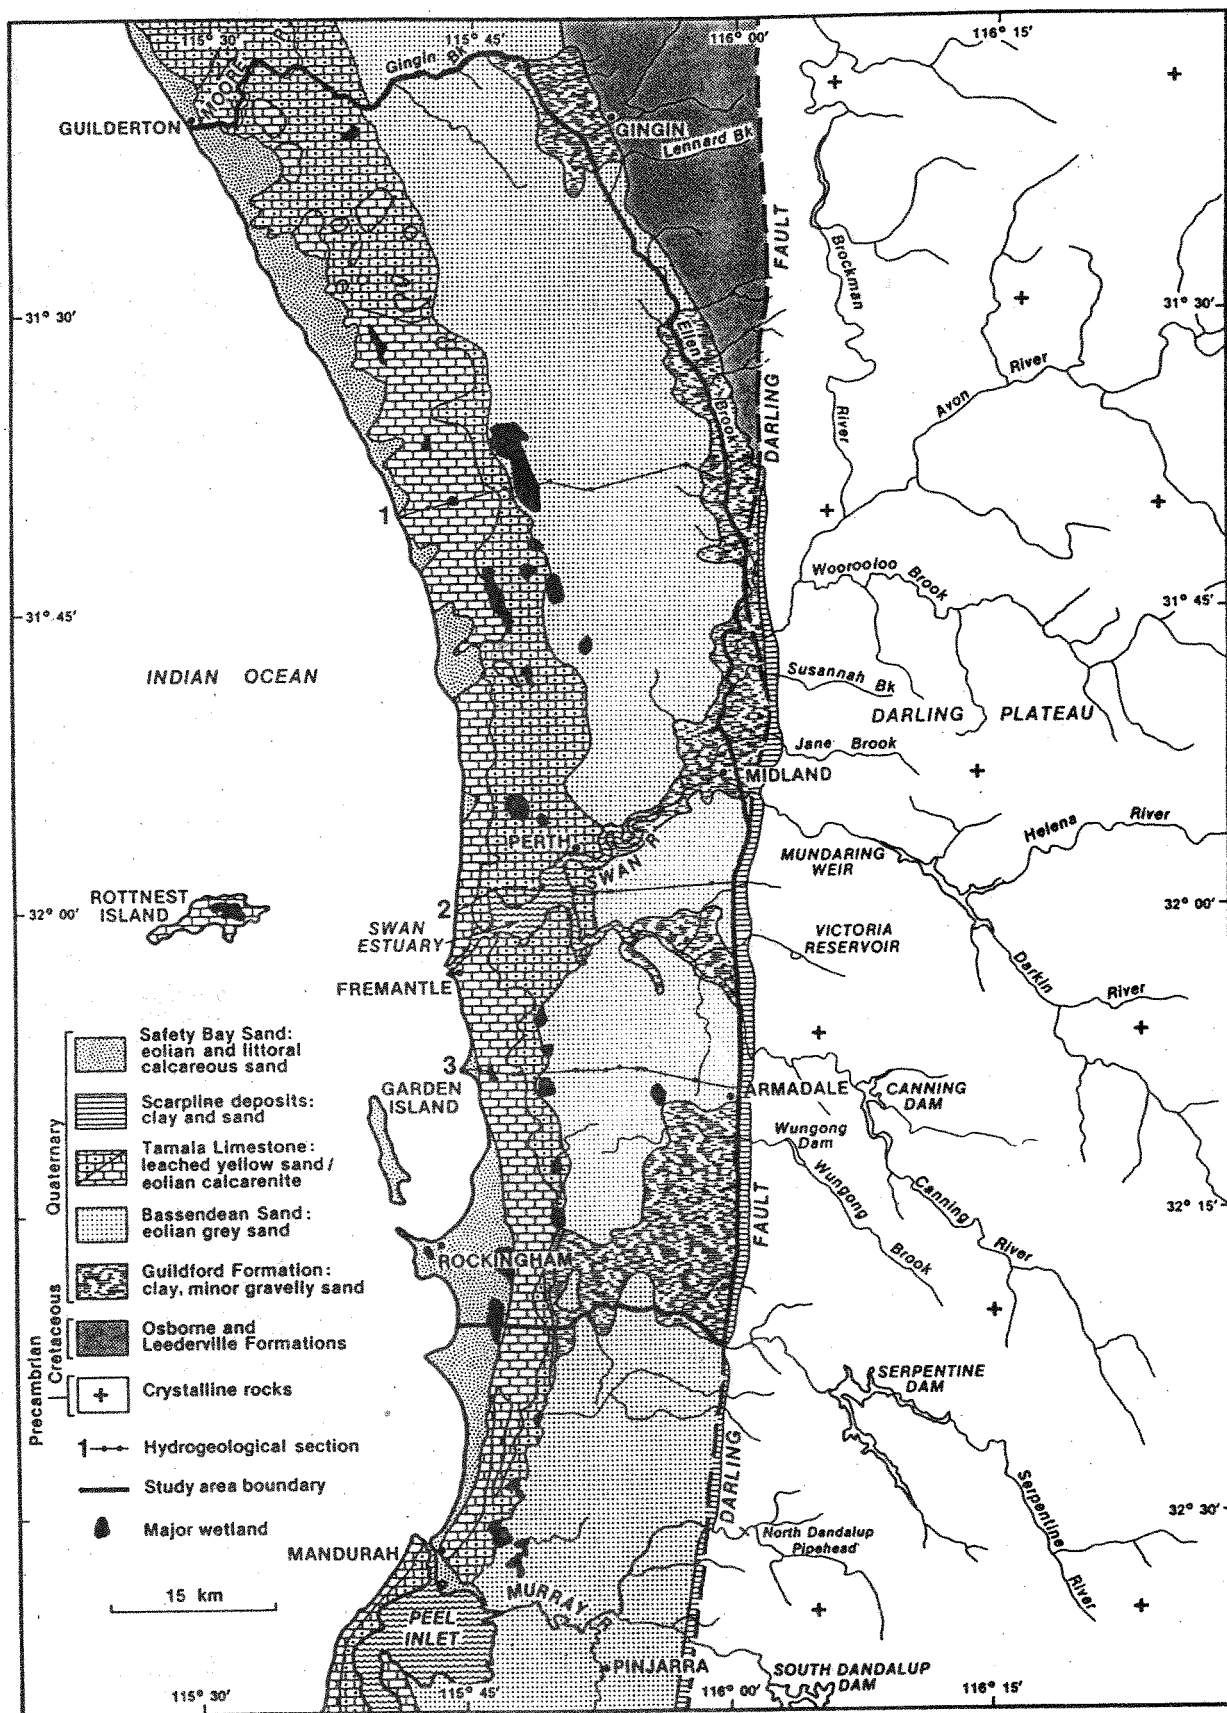 115° 30'
115° 45'
116° 00'
116° 15'
MOORE
R
Gingin Bk
GUILDERTON
GINGIN
Lennard Bk
FAULT
Brockman
31° 30'
31° 30'
Ellen
River
Avon
DARLING
Brook
River
1
Woorooloo
Brook
31° 45'
31° 45'
INDIAN OCEAN
Susannah Bk
DARLING PLATEAU
Jane Brook
MIDLAND
PERTH
SWAN R
Helena
River
MUNDARING
WEIR
ROTTNEST
ISLAND
2
32° 00'
32° 00'
SWAN
ESTUARY
VICTORIA
RESERVOIR
FREMANTLE
Darkin
River
3
GARDEN
ISLAND
ARMADALE
CANNING
DAM
Wungong
Dam
Wungong
Brook
Canning
River
FAULT
32° 15'
ROCKINGHAM
SERPENTINE
DAM
DARLING
Serpentine
River
32° 30'
North Dandalup
Pipehead
MANDURAH
MURRAY R
PEEL
INLET
PINJARRA
SOUTH DANDALUP
DAM
Quaternary
Cretaceous
Precambrian
Safety Bay Sand:
eolian and littoral
calcareous sand
Scarpline deposits:
clay and sand
Tamala Limestone:
leached yellow sand/
eolian calcarenite
Bassendean Sand:
eolian grey sand
Guildford Formation:
clay, minor gravelly sand
Osborne and
Leederville Formations
Crystalline rocks
1 Hydrogeological section
Study area boundary
Major wetland
15 km
115° 30'
115° 45'
116° 00'
116° 15'